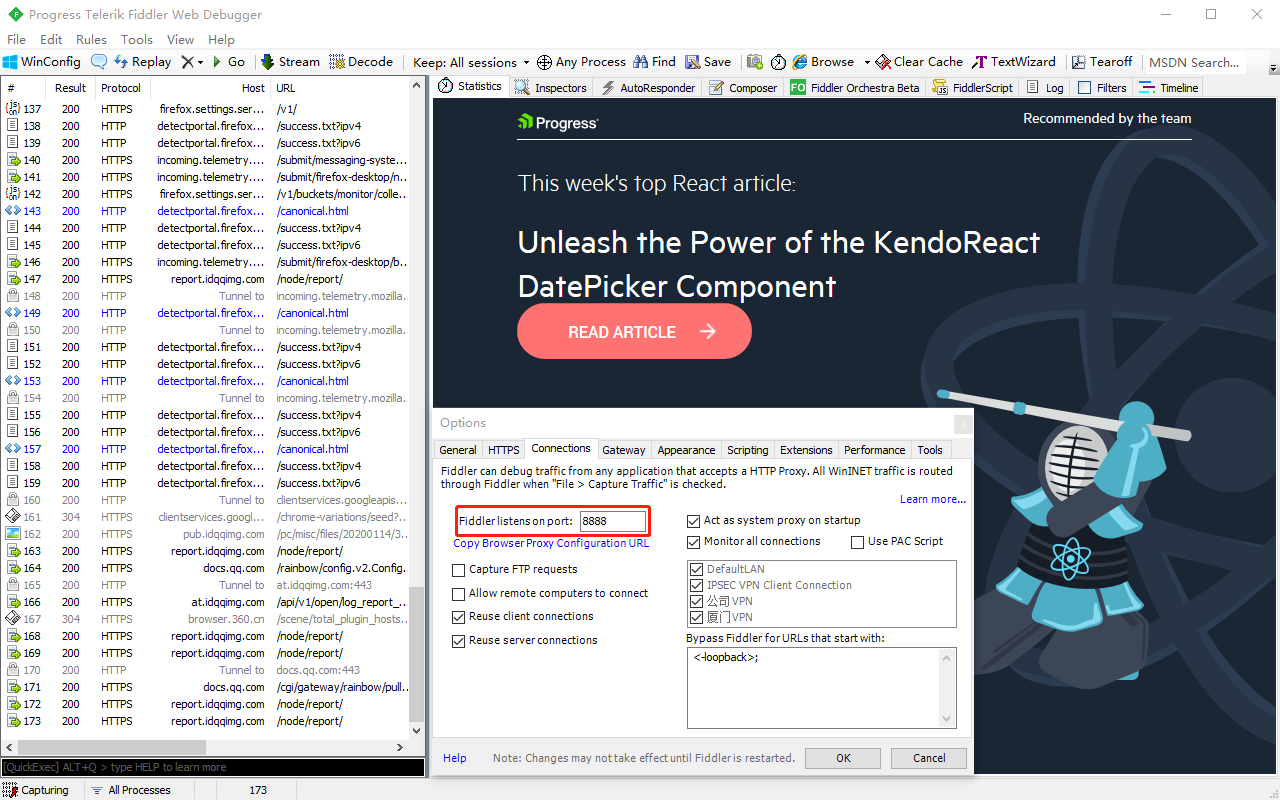 Progress Telerik Fiddler Web Debugger
File Edit Rules Tools View Help
WinConfig Replay Go Stream Decode Keep: All sessions Any Process Find Save Browse Clear Cache TextWizard Tearoff MSDN Search...
# Result Protocol Host URL
137 200 HTTPS firefox.settings.ser... /v1/
138 200 HTTP detectportal.firefox... /success.txt?ipv4
139 200 HTTP detectportal.firefox... /success.txt?ipv6
140 200 HTTPS incoming.telemetry.... /submit/messaging-syste...
141 200 HTTPS incoming.telemetry.... /submit/firefox-desktop/n...
142 200 HTTPS firefox.settings.ser... /v1/buckets/monitor/colle...
143 200 HTTP detectportal.firefox... /canonical.html
144 200 HTTP detectportal.firefox... /success.txt?ipv4
145 200 HTTP detectportal.firefox... /success.txt?ipv6
146 200 HTTPS incoming.telemetry.... /submit/firefox-desktop/b...
147 200 HTTPS report.idqqimg.com /node/report/
148 200 HTTP Tunnel to incoming.telemetry.mozilla...
149 200 HTTP detectportal.firefox... /canonical.html
150 200 HTTP Tunnel to incoming.telemetry.mozilla...
151 200 HTTP detectportal.firefox... /success.txt?ipv4
152 200 HTTP detectportal.firefox... /success.txt?ipv6
153 200 HTTP detectportal.firefox... /canonical.html
154 200 HTTP Tunnel to incoming.telemetry.mozilla...
155 200 HTTP detectportal.firefox... /success.txt?ipv4
156 200 HTTP detectportal.firefox... /success.txt?ipv6
157 200 HTTP detectportal.firefox... /canonical.html
158 200 HTTP detectportal.firefox... /success.txt?ipv4
159 200 HTTP detectportal.firefox... /success.txt?ipv6
160 200 HTTP Tunnel to clientservices.googleapis...
161 304 HTTPS clientservices.googl... /chrome-variations/seed?...
162 200 HTTPS pub.idqqimg.com /pc/misc/files/20200114/3...
163 200 HTTPS report.idqqimg.com /node/report/
164 200 HTTPS docs.qq.com /rainbow/config.v2.Config...
165 200 HTTP Tunnel to at.idqqimg.com:443
166 200 HTTPS at.idqqimg.com /api/v1/open/log_report_...
167 304 HTTPS browser.360.cn /scene/total_plugin_hosts...
168 200 HTTPS report.idqqimg.com /node/report/
169 200 HTTPS report.idqqimg.com /node/report/
170 200 HTTP Tunnel to docs.qq.com:443
171 200 HTTPS docs.qq.com /cgi/gateway/rainbow/pull...
172 200 HTTPS report.idqqimg.com /node/report/
173 200 HTTPS report.idqqimg.com /node/report/
[QuickExec] ALT+Q > type HELP to learn more
Capturing All Processes 173
Statistics Inspectors AutoResponder Composer FO Fiddler Orchestra Beta FiddlerScript Log Filters Timeline
Progress
Recommended by the team
This week's top React article:
Unleash the Power of the KendoReact
DatePicker Component
READ ARTICLE
Options
General HTTPS Connections Gateway Appearance Scripting Extensions Performance Tools
Fiddler can debug traffic from any application that accepts a HTTP Proxy. All WinINET traffic is routed
through Fiddler when "File > Capture Traffic" is checked.
Learn more...
Fiddler listens on port: 8888
Copy Browser Proxy Configuration URL
Capture FTP requests
Allow remote computers to connect
Reuse client connections
Reuse server connections
Act as system proxy on startup
Monitor all connections Use PAC Script
DefaultLAN
IPSEC VPN Client Connection
公司VPN
厦门VPN
Bypass Fiddler for URLs that start with:
<-loopback>;
Help Note: Changes may not take effect until Fiddler is restarted. OK Cancel